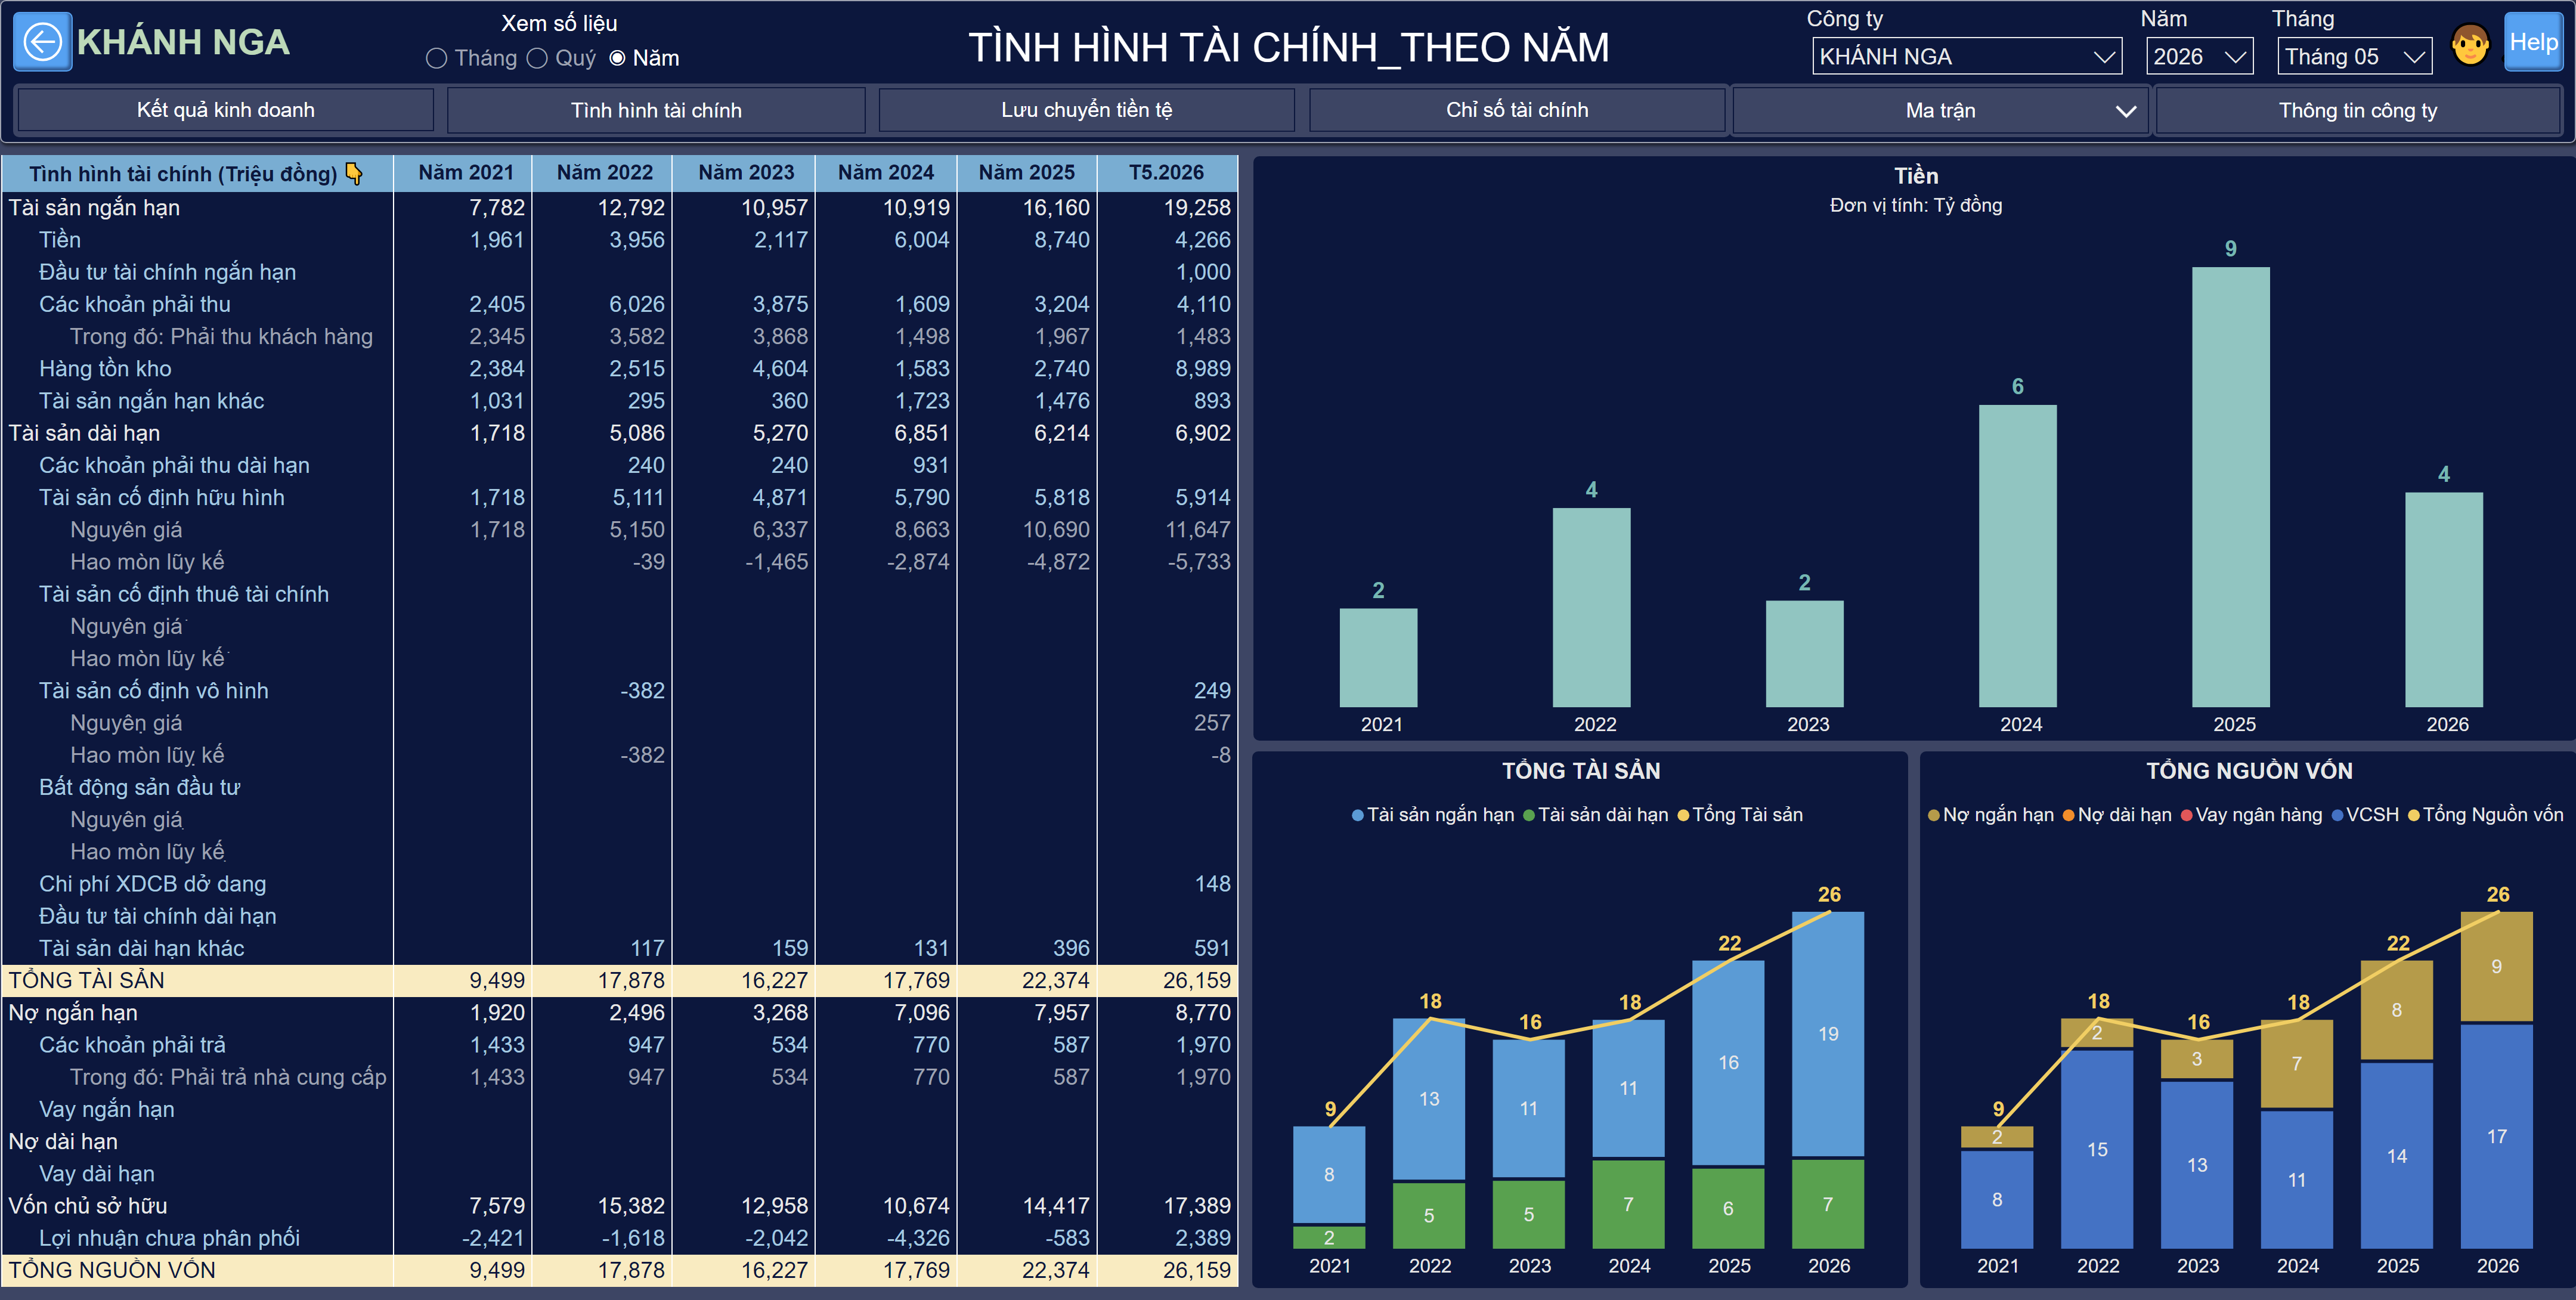 KHÁNH NGA
Xem số liệu
Tháng Quý Năm
TÌNH HÌNH TÀI CHÍNH_THEO NĂM
Công ty Năm Tháng
KHÁNH NGA 2026 Tháng 05
Help
Kết quả kinh doanh Tình hình tài chính Lưu chuyển tiền tệ Chỉ số tài chính Ma trận Thông tin công ty
Tình hình tài chính (Triệu đồng) Năm 2021 Năm 2022 Năm 2023 Năm 2024 Năm 2025 T5.2026
Tài sản ngắn hạn 7,782 12,792 10,957 10,919 16,160 19,258
Tiền 1,961 3,956 2,117 6,004 8,740 4,266
Đầu tư tài chính ngắn hạn 1,000
Các khoản phải thu 2,405 6,026 3,875 1,609 3,204 4,110
Trong đó: Phải thu khách hàng 2,345 3,582 3,868 1,498 1,967 1,483
Hàng tồn kho 2,384 2,515 4,604 1,583 2,740 8,989
Tài sản ngắn hạn khác 1,031 295 360 1,723 1,476 893
Tài sản dài hạn 1,718 5,086 5,270 6,851 6,214 6,902
Các khoản phải thu dài hạn 240 240 931
Tài sản cố định hữu hình 1,718 5,111 4,871 5,790 5,818 5,914
Nguyên giá 1,718 5,150 6,337 8,663 10,690 11,647
Hao mòn lũy kế -39 -1,465 -2,874 -4,872 -5,733
Tài sản cố định thuê tài chính
Nguyên giá
Hao mòn lũy kế
Tài sản cố định vô hình -382 249
Nguyên giá 257
Hao mòn lũy kế -382 -8
Bất động sản đầu tư
Nguyên giá
Hao mòn lũy kế
Chi phí XDCB dở dang 148
Đầu tư tài chính dài hạn
Tài sản dài hạn khác 117 159 131 396 591
TỔNG TÀI SẢN 9,499 17,878 16,227 17,769 22,374 26,159
Nợ ngắn hạn 1,920 2,496 3,268 7,096 7,957 8,770
Các khoản phải trả 1,433 947 534 770 587 1,970
Trong đó: Phải trả nhà cung cấp 1,433 947 534 770 587 1,970
Vay ngắn hạn
Nợ dài hạn
Vay dài hạn
Vốn chủ sở hữu 7,579 15,382 12,958 10,674 14,417 17,389
Lợi nhuận chưa phân phối -2,421 -1,618 -2,042 -4,326 -583 2,389
TỔNG NGUỒN VỐN 9,499 17,878 16,227 17,769 22,374 26,159
Tiền
Đơn vị tính: Tỷ đồng
2 4 2 6 9 4
2021 2022 2023 2024 2025 2026
TỔNG TÀI SẢN
Tài sản ngắn hạn Tài sản dài hạn Tổng Tài sản
9 18 16 18 22 26
8 13 11 11 16 19
2 5 5 7 6 7
2021 2022 2023 2024 2025 2026
TỔNG NGUỒN VỐN
Nợ ngắn hạn Nợ dài hạn Vay ngân hàng VCSH Tổng Nguồn vốn
9 18 16 18 22 26
2 2 3 7 8 9
8 15 13 11 14 17
2021 2022 2023 2024 2025 2026